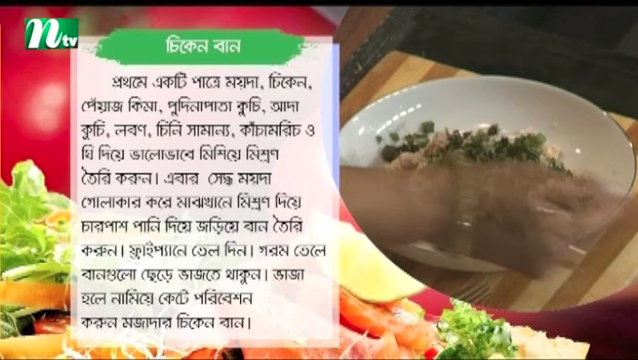 ntv
চিকেন বান
প্রথমে একটি পাত্রে ময়দা, চিকেন,
পেঁয়াজ কিমা, পুদিনাপাতা কুচি, আদা
কুচি, লবণ, চিনি সামান্য, কাঁচামরিচ ও
ঘি দিয়ে ভালোভাবে মিশিয়ে মিশ্রণ
তৈরি করুন। এবার সেদ্ধ ময়দা
গোলাকার করে মাঝখানে মিশ্রণ দিয়ে
চারপাশ পানি দিয়ে জড়িয়ে বান তৈরি
করুন। ফ্রাইপ্যানে তেল দিন। গরম তেলে
বানগুলো ছেড়ে ভাজতে থাকুন। ভাজা
হলে নামিয়ে কেটে পরিবেশন
করুন মজাদার চিকেন বান।